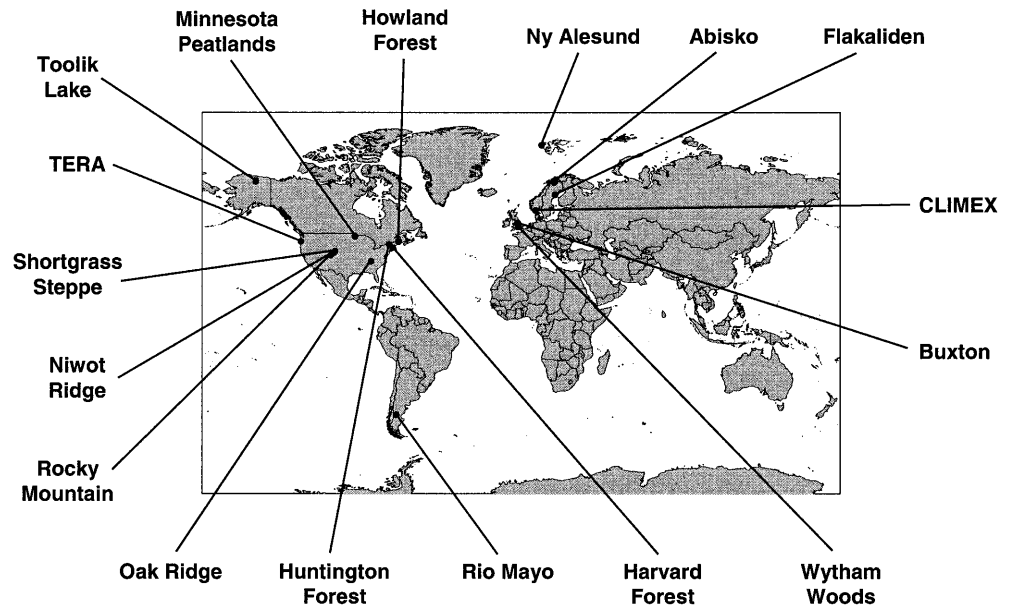 Minnesota
Peatlands
Howland
Forest
Ny Alesund
Abisko
Flakaliden
Toolik
Lake
TERA
CLIMEX
Shortgrass
Steppe
Niwot
Ridge
Buxton
Rocky
Mountain
Oak Ridge
Huntington
Forest
Rio Mayo
Harvard
Forest
Wytham
Woods